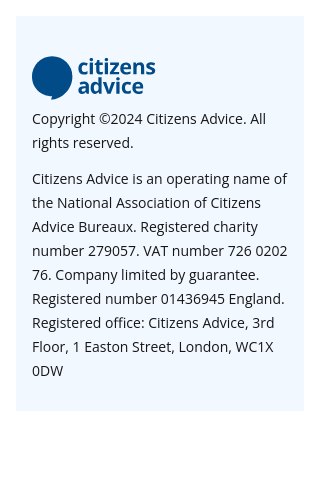 citizens
advice
Copyright ©2024 Citizens Advice. All
rights reserved.
Citizens Advice is an operating name of
the National Association of Citizens
Advice Bureaux. Registered charity
number 279057. VAT number 726 0202
76. Company limited by guarantee.
Registered number 01436945 England.
Registered office: Citizens Advice, 3rd
Floor, 1 Easton Street, London, WC1X
0DW